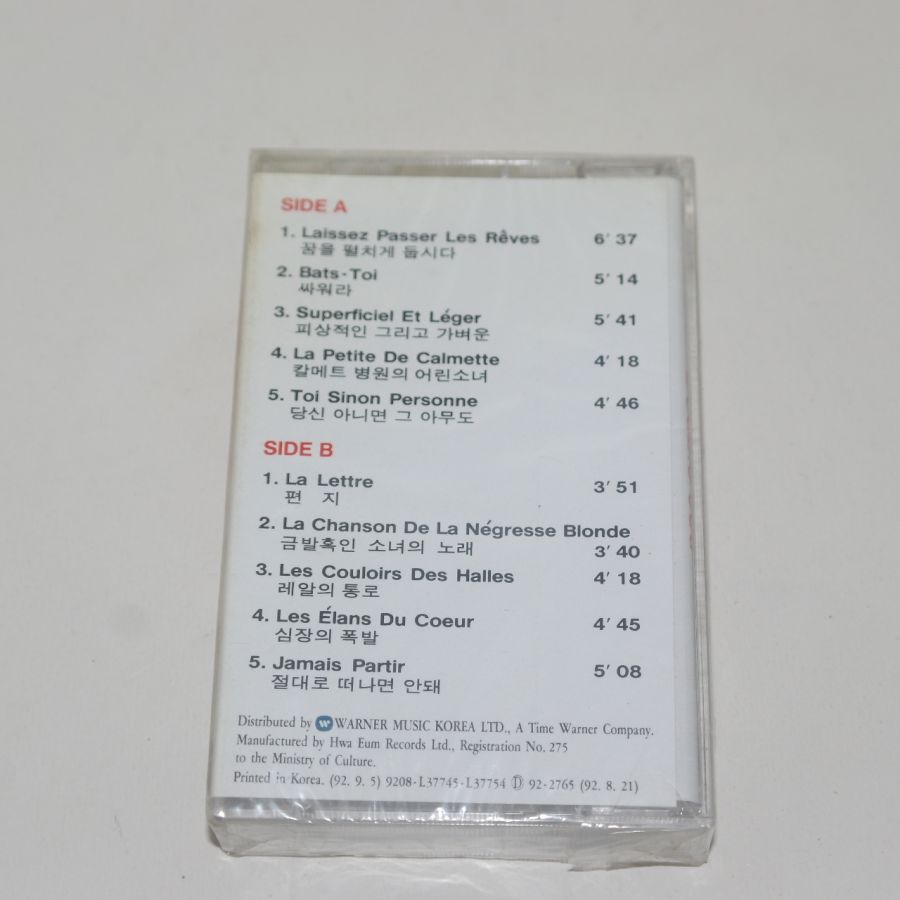 SIDE A
1. Laissez Passer Les Rêves 6′ 37
꿈을 펼치게 둡시다
2. Bats-Toi 5′ 14
싸워라
3. Superficiel Et Léger 5′ 41
피상적인 그리고 가벼운
4. La Petite De Calmette 4′ 18
칼메트 병원의 어린소녀
5. Toi Sinon Personne 4′ 46
당신 아니면 그 아무도
SIDE B
1. La Lettre 3′ 51
편 지
2. La Chanson De La Négresse Blonde
금발흑인 소녀의 노래 3′ 40
3. Les Couloirs Des Halles 4′ 18
레알의 통로
4. Les Élans Du Coeur 4′ 45
심장의 폭발
5. Jamais Partir 5′ 08
절대로 떠나면 안돼
Distributed by W WARNER MUSIC KOREA LTD., A Time Warner Company.
Manufactured by Hwa Eum Records Ltd., Registration No. 275
to the Ministry of Culture.
Printed in Korea. (92. 9. 5) 9208-L37745-L37754 Ⓓ 92-2765 (92. 8. 21)